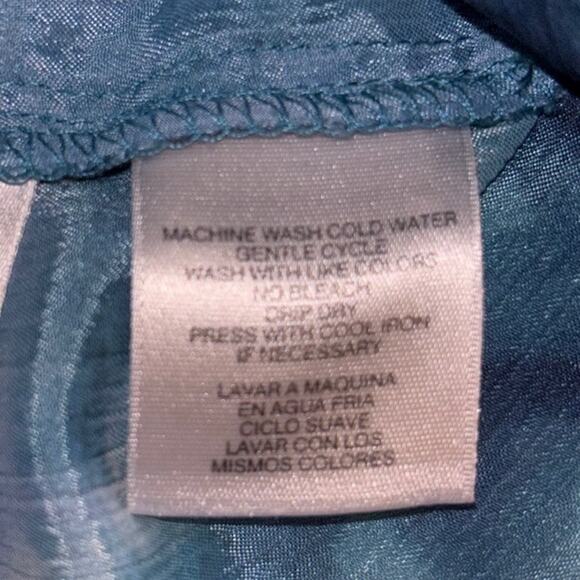 MACHINE WASH COLD WATER
GENTLE CYCLE
WASH WITH LIKE COLORS
NO BLEACH
DRIP DRY
PRESS WITH COOL IRON
IF NECESSARY
LAVAR A MAQUINA
EN AGUA FRIA
CICLO SUAVE
LAVAR CON LOS
MISMOS COLORES